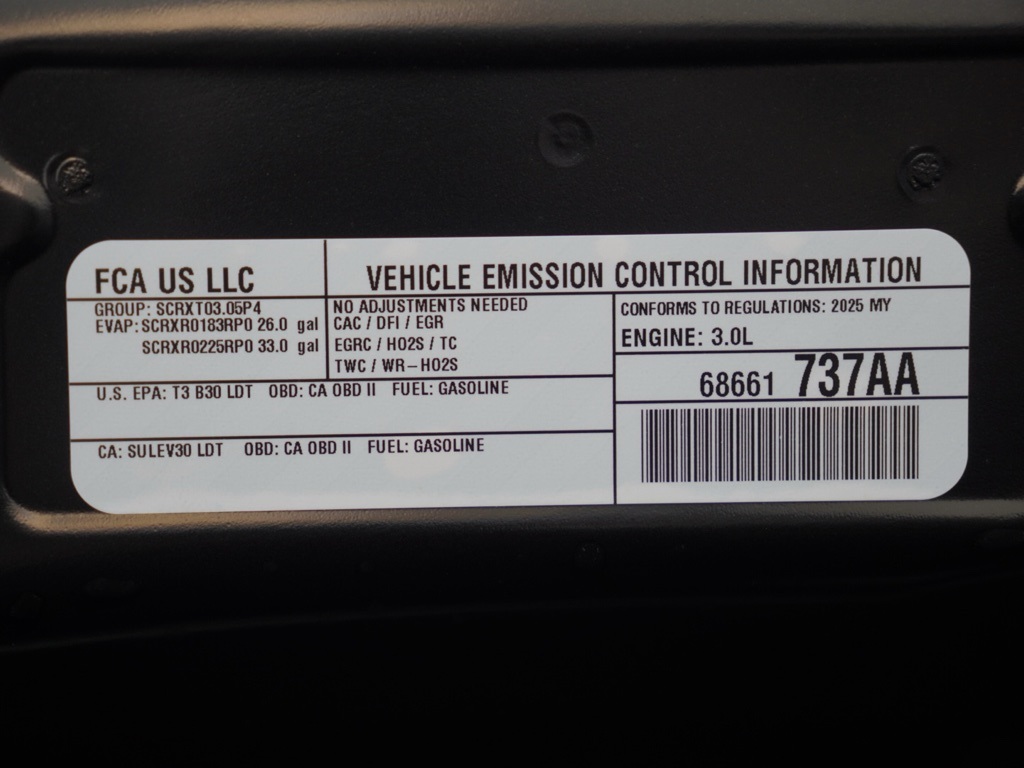 FCA US LLC
VEHICLE EMISSION CONTROL INFORMATION
GROUP: SCRXT03.05P4
EVAP: SCRXR0183RP0 26.0 gal
SCRXR0225RP0 33.0 gal
NO ADJUSTMENTS NEEDED
CAC / DFI / EGR
EGRC / HO2S / TC
TWC / WR-HO2S
CONFORMS TO REGULATIONS: 2025 MY
ENGINE: 3.0L
68661 737AA
U.S. EPA: T3 B30 LDT OBD: CA OBD II FUEL: GASOLINE
CA: SULEV30 LDT OBD: CA OBD II FUEL: GASOLINE